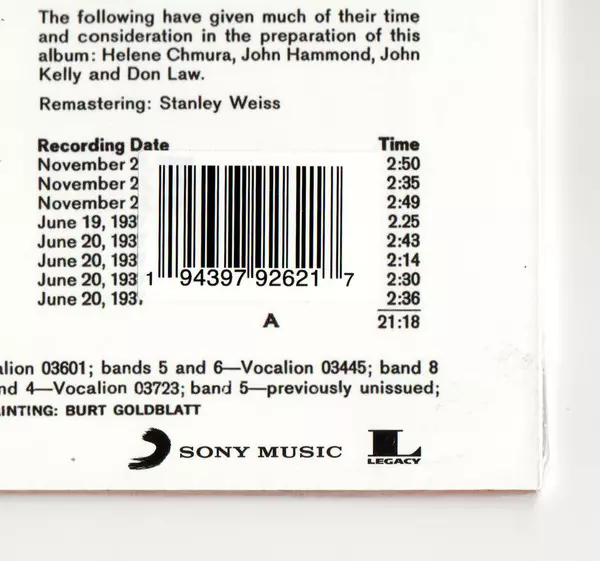 The following have given much of their time
and consideration in the preparation of this
album: Helene Chmura, John Hammond, John
Kelly and Don Law.
Remastering: Stanley Weiss
Recording Date Time
November 2 2:50
November 2 2:35
November 2 2:49
June 19, 193 2.25
June 20, 193 2:43
June 20, 193 2:14
June 20, 193 2:30
June 20, 193 2:36
21:18
1 94397 92621 7
A
alion 03601; bands 5 and 6—Vocalion 03445; band 8
nd 4—Vocalion 03723; band 5—previously unissued;
INTING: BURT GOLDBLATT
SONY MUSIC
L
LEGACY